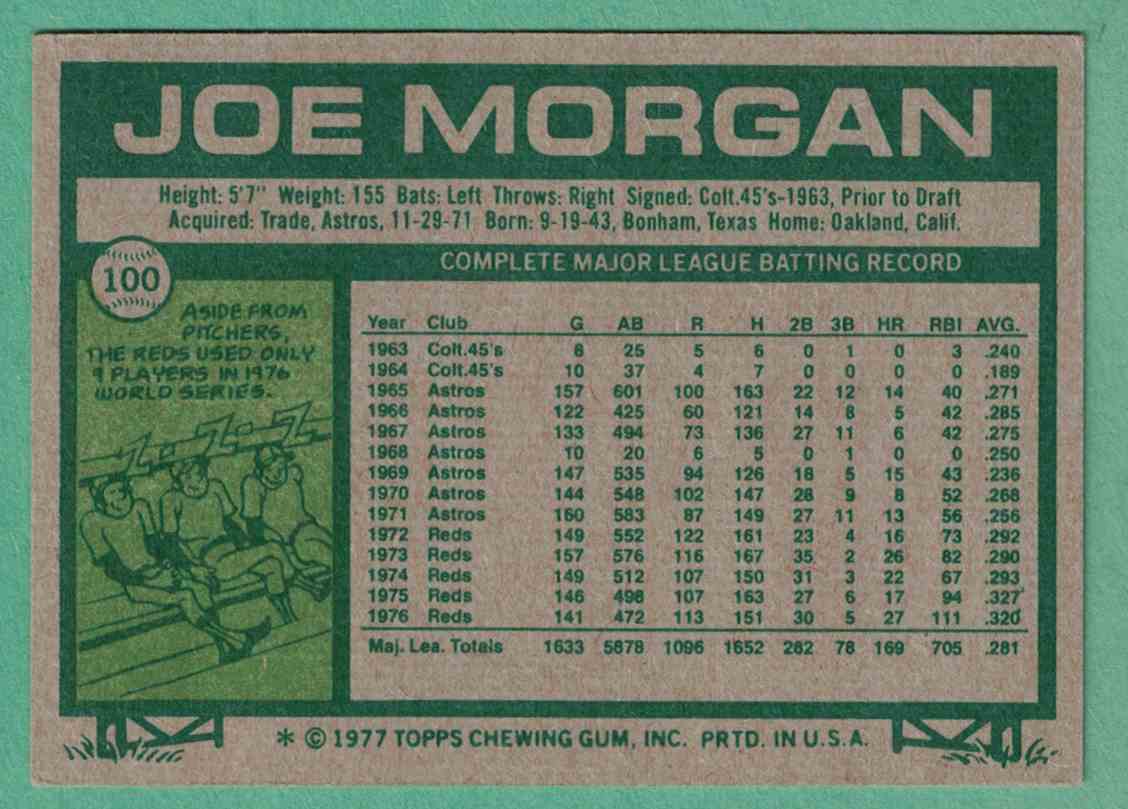 JOE MORGAN
Height: 5'7" Weight: 155 Bats: Left Throws: Right Signed: Colt.45's-1963, Prior to Draft
Acquired: Trade, Astros, 11-29-71 Born: 9-19-43, Bonham, Texas Home: Oakland, Calif.
100
ASIDE FROM
PITCHERS,
THE REDS USED ONLY
9 PLAYERS IN 1976
WORLD SERIES.
Z Z Z
COMPLETE MAJOR LEAGUE BATTING RECORD
Year Club G AB R H 2B 3B HR RBI AVG.
1963 Colt.45's 8 25 5 6 0 1 0 3 .240
1964 Colt.45's 10 37 4 7 0 0 0 0 .189
1965 Astros 157 601 100 163 22 12 14 40 .271
1966 Astros 122 425 60 121 14 8 5 42 .285
1967 Astros 133 494 73 136 27 11 6 42 .275
1968 Astros 10 20 6 5 0 1 0 0 .250
1969 Astros 147 535 94 126 18 5 15 43 .236
1970 Astros 144 548 102 147 28 9 8 52 .268
1971 Astros 160 583 87 149 27 11 13 56 .256
1972 Reds 149 552 122 161 23 4 16 73 .292
1973 Reds 157 576 116 167 35 2 26 82 .290
1974 Reds 149 512 107 150 31 3 22 67 .293
1975 Reds 146 498 107 163 27 6 17 94 .327
1976 Reds 141 472 113 151 30 5 27 111 .320
Maj. Lea. Totals 1633 5878 1096 1652 282 78 169 705 .281
* © 1977 TOPPS CHEWING GUM, INC. PRTD. IN U.S.A.